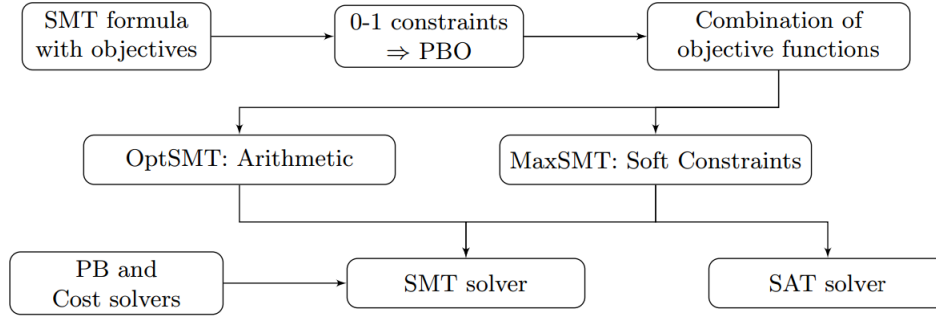 SMT formula
with objectives
0-1 constraints
⇒ PBO
Combination of
objective functions
OptSMT: Arithmetic
MaxSMT: Soft Constraints
PB and
Cost solvers
SMT solver
SAT solver